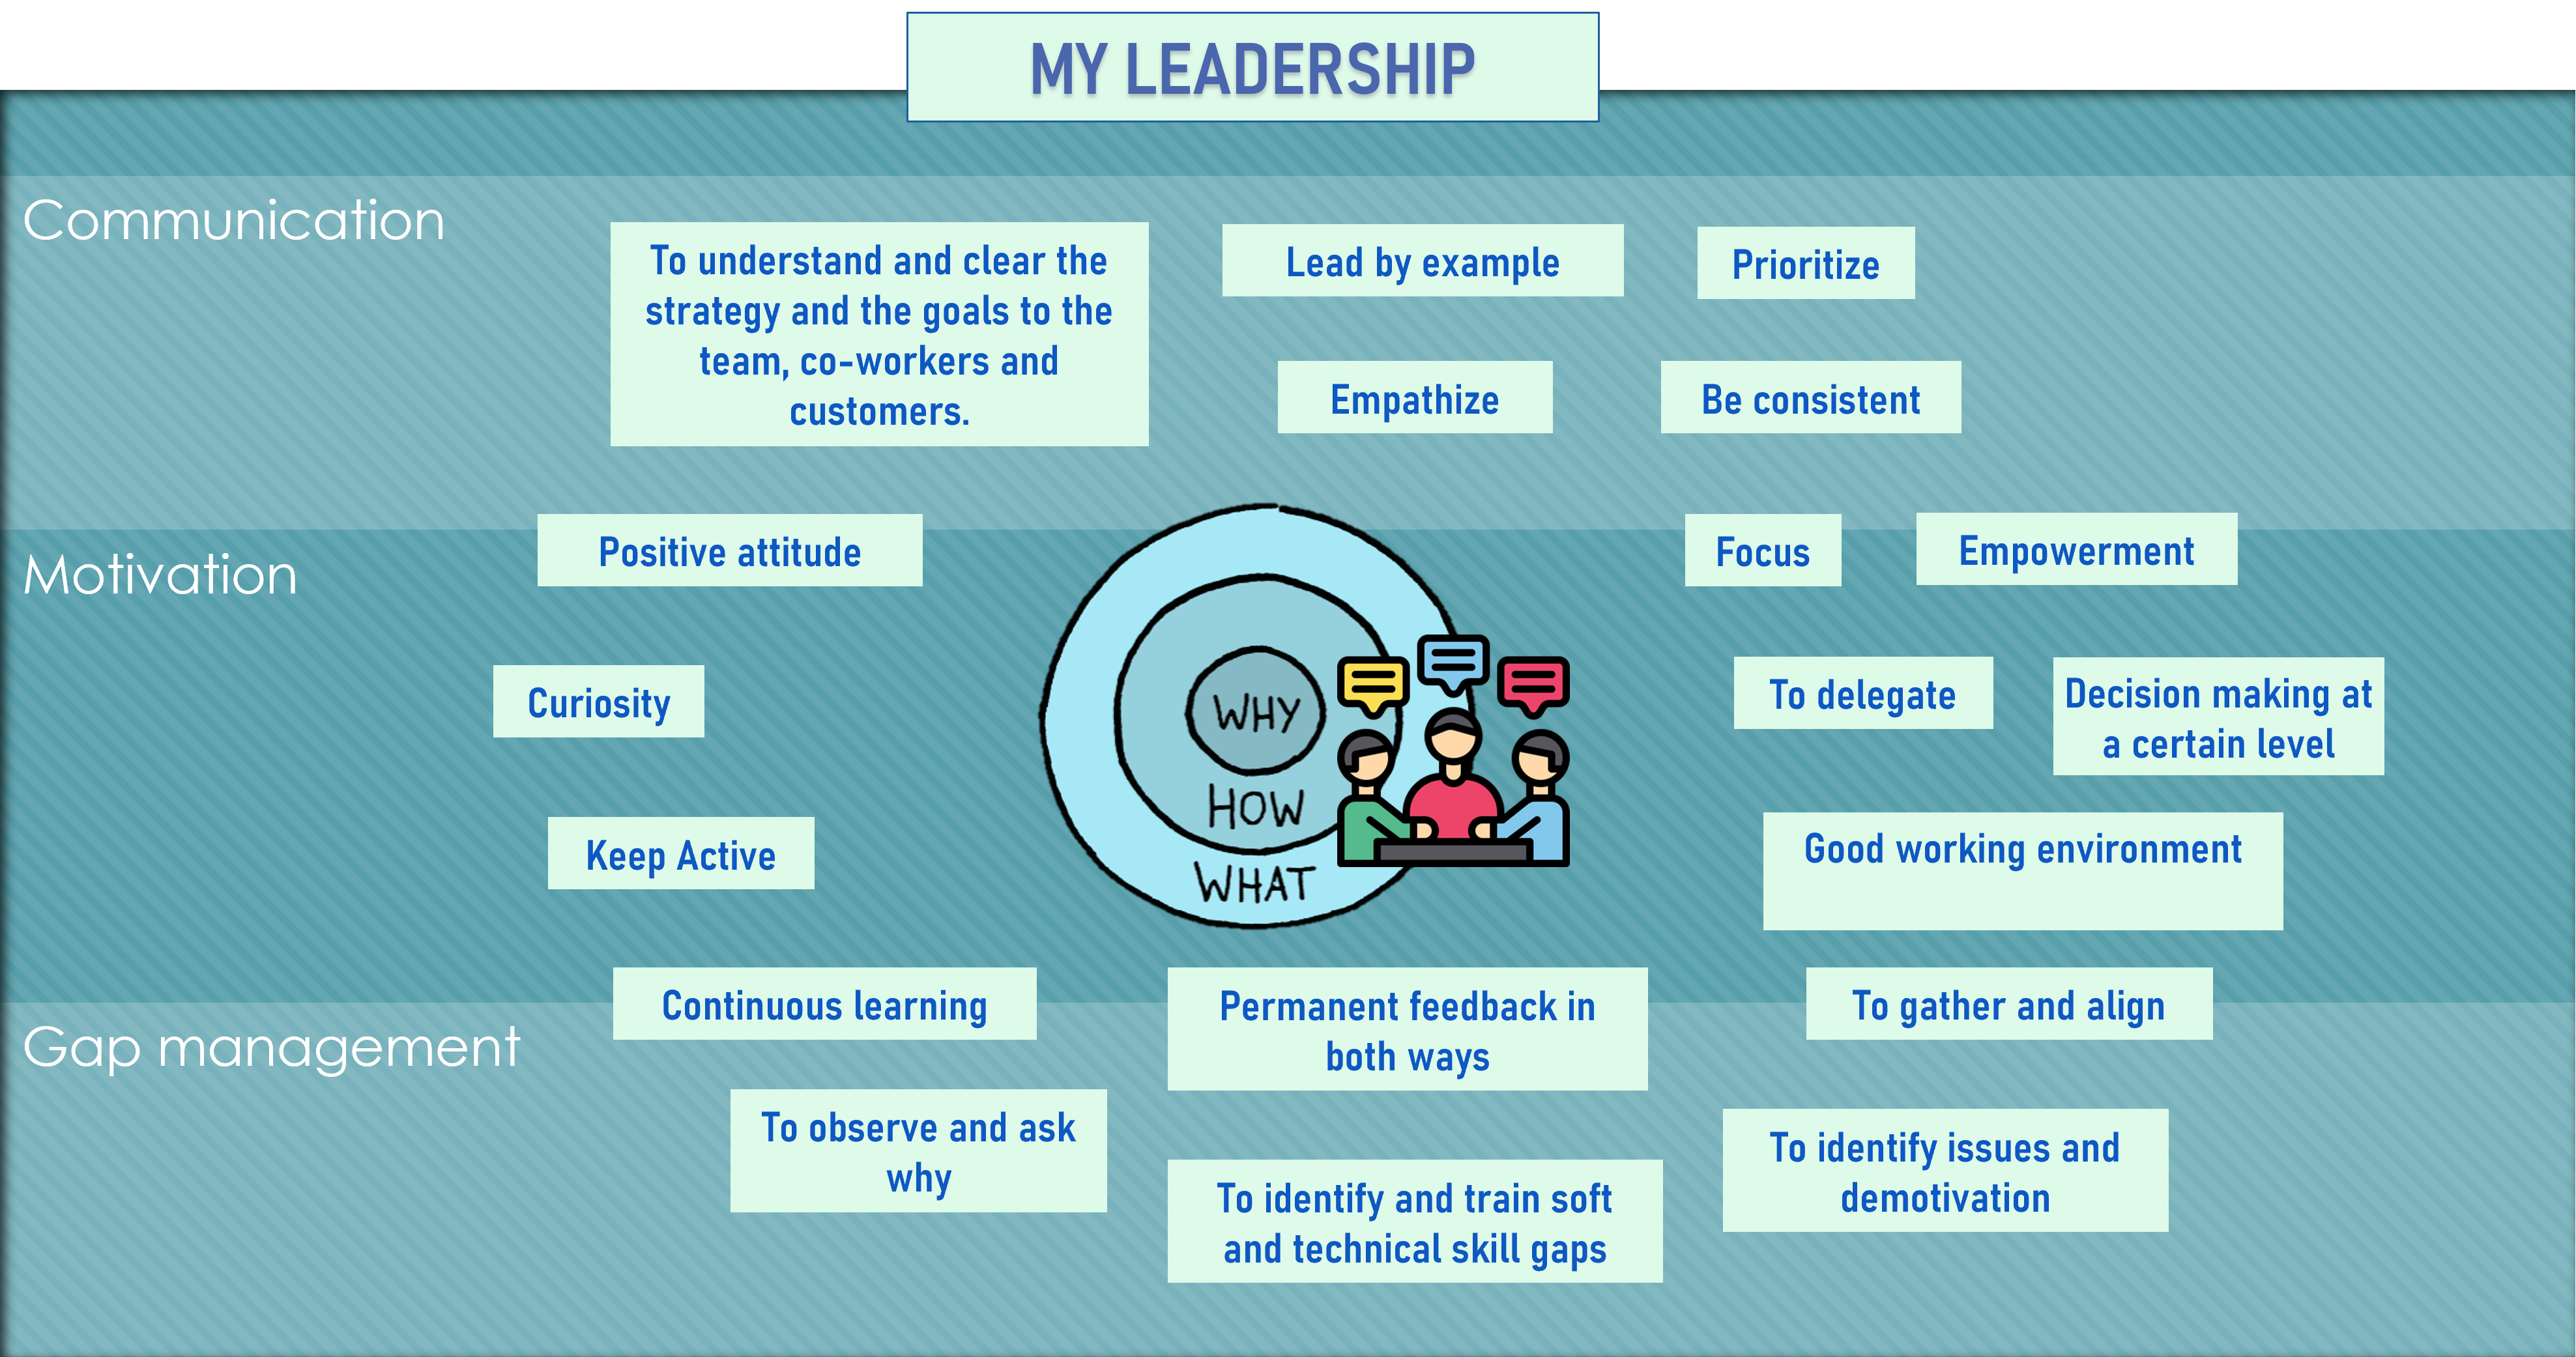 MY LEADERSHIP
Communication
To understand and clear the
strategy and the goals to the
team, co-workers and
customers.
Lead by example
Prioritize
Empathize
Be consistent
Motivation
Positive attitude
Focus
Empowerment
Curiosity
WHY
HOW
WHAT
To delegate
Decision making at
a certain level
Keep Active
Good working environment
Gap management
Continuous learning
Permanent feedback in
both ways
To gather and align
To observe and ask
why
To identify and train soft
and technical skill gaps
To identify issues and
demotivation